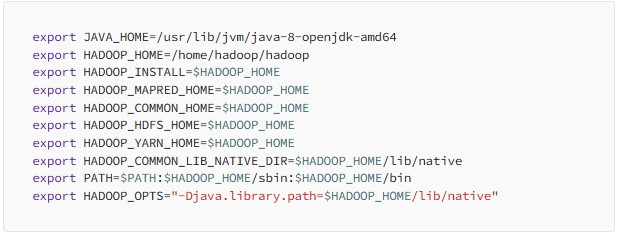 export JAVA_HOME=/usr/lib/jvm/java-8-openjdk-amd64
export HADOOP_HOME=/home/hadoop/hadoop
export HADOOP_INSTALL=$HADOOP_HOME
export HADOOP_MAPRED_HOME=$HADOOP_HOME
export HADOOP_COMMON_HOME=$HADOOP_HOME
export HADOOP_HDFS_HOME=$HADOOP_HOME
export HADOOP_YARN_HOME=$HADOOP_HOME
export HADOOP_COMMON_LIB_NATIVE_DIR=$HADOOP_HOME/lib/native
export PATH=$PATH:$HADOOP_HOME/sbin:$HADOOP_HOME/bin
export HADOOP_OPTS="-Djava.library.path=$HADOOP_HOME/lib/native"